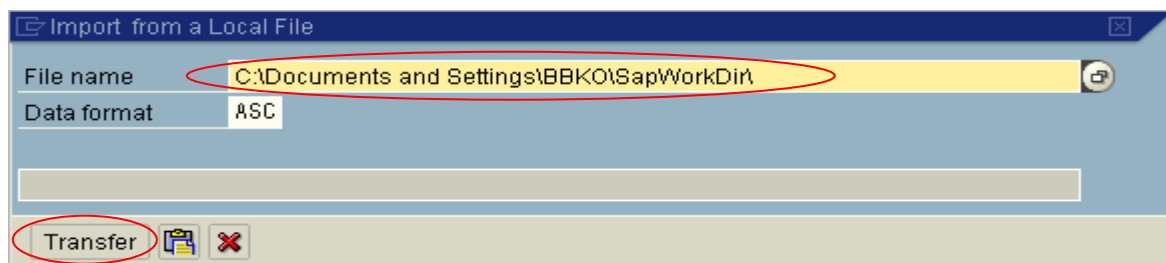 Import from a Local File
File name C:\Documents and Settings\BBKO\SapWorkDir\
Data format ASC
Transfer